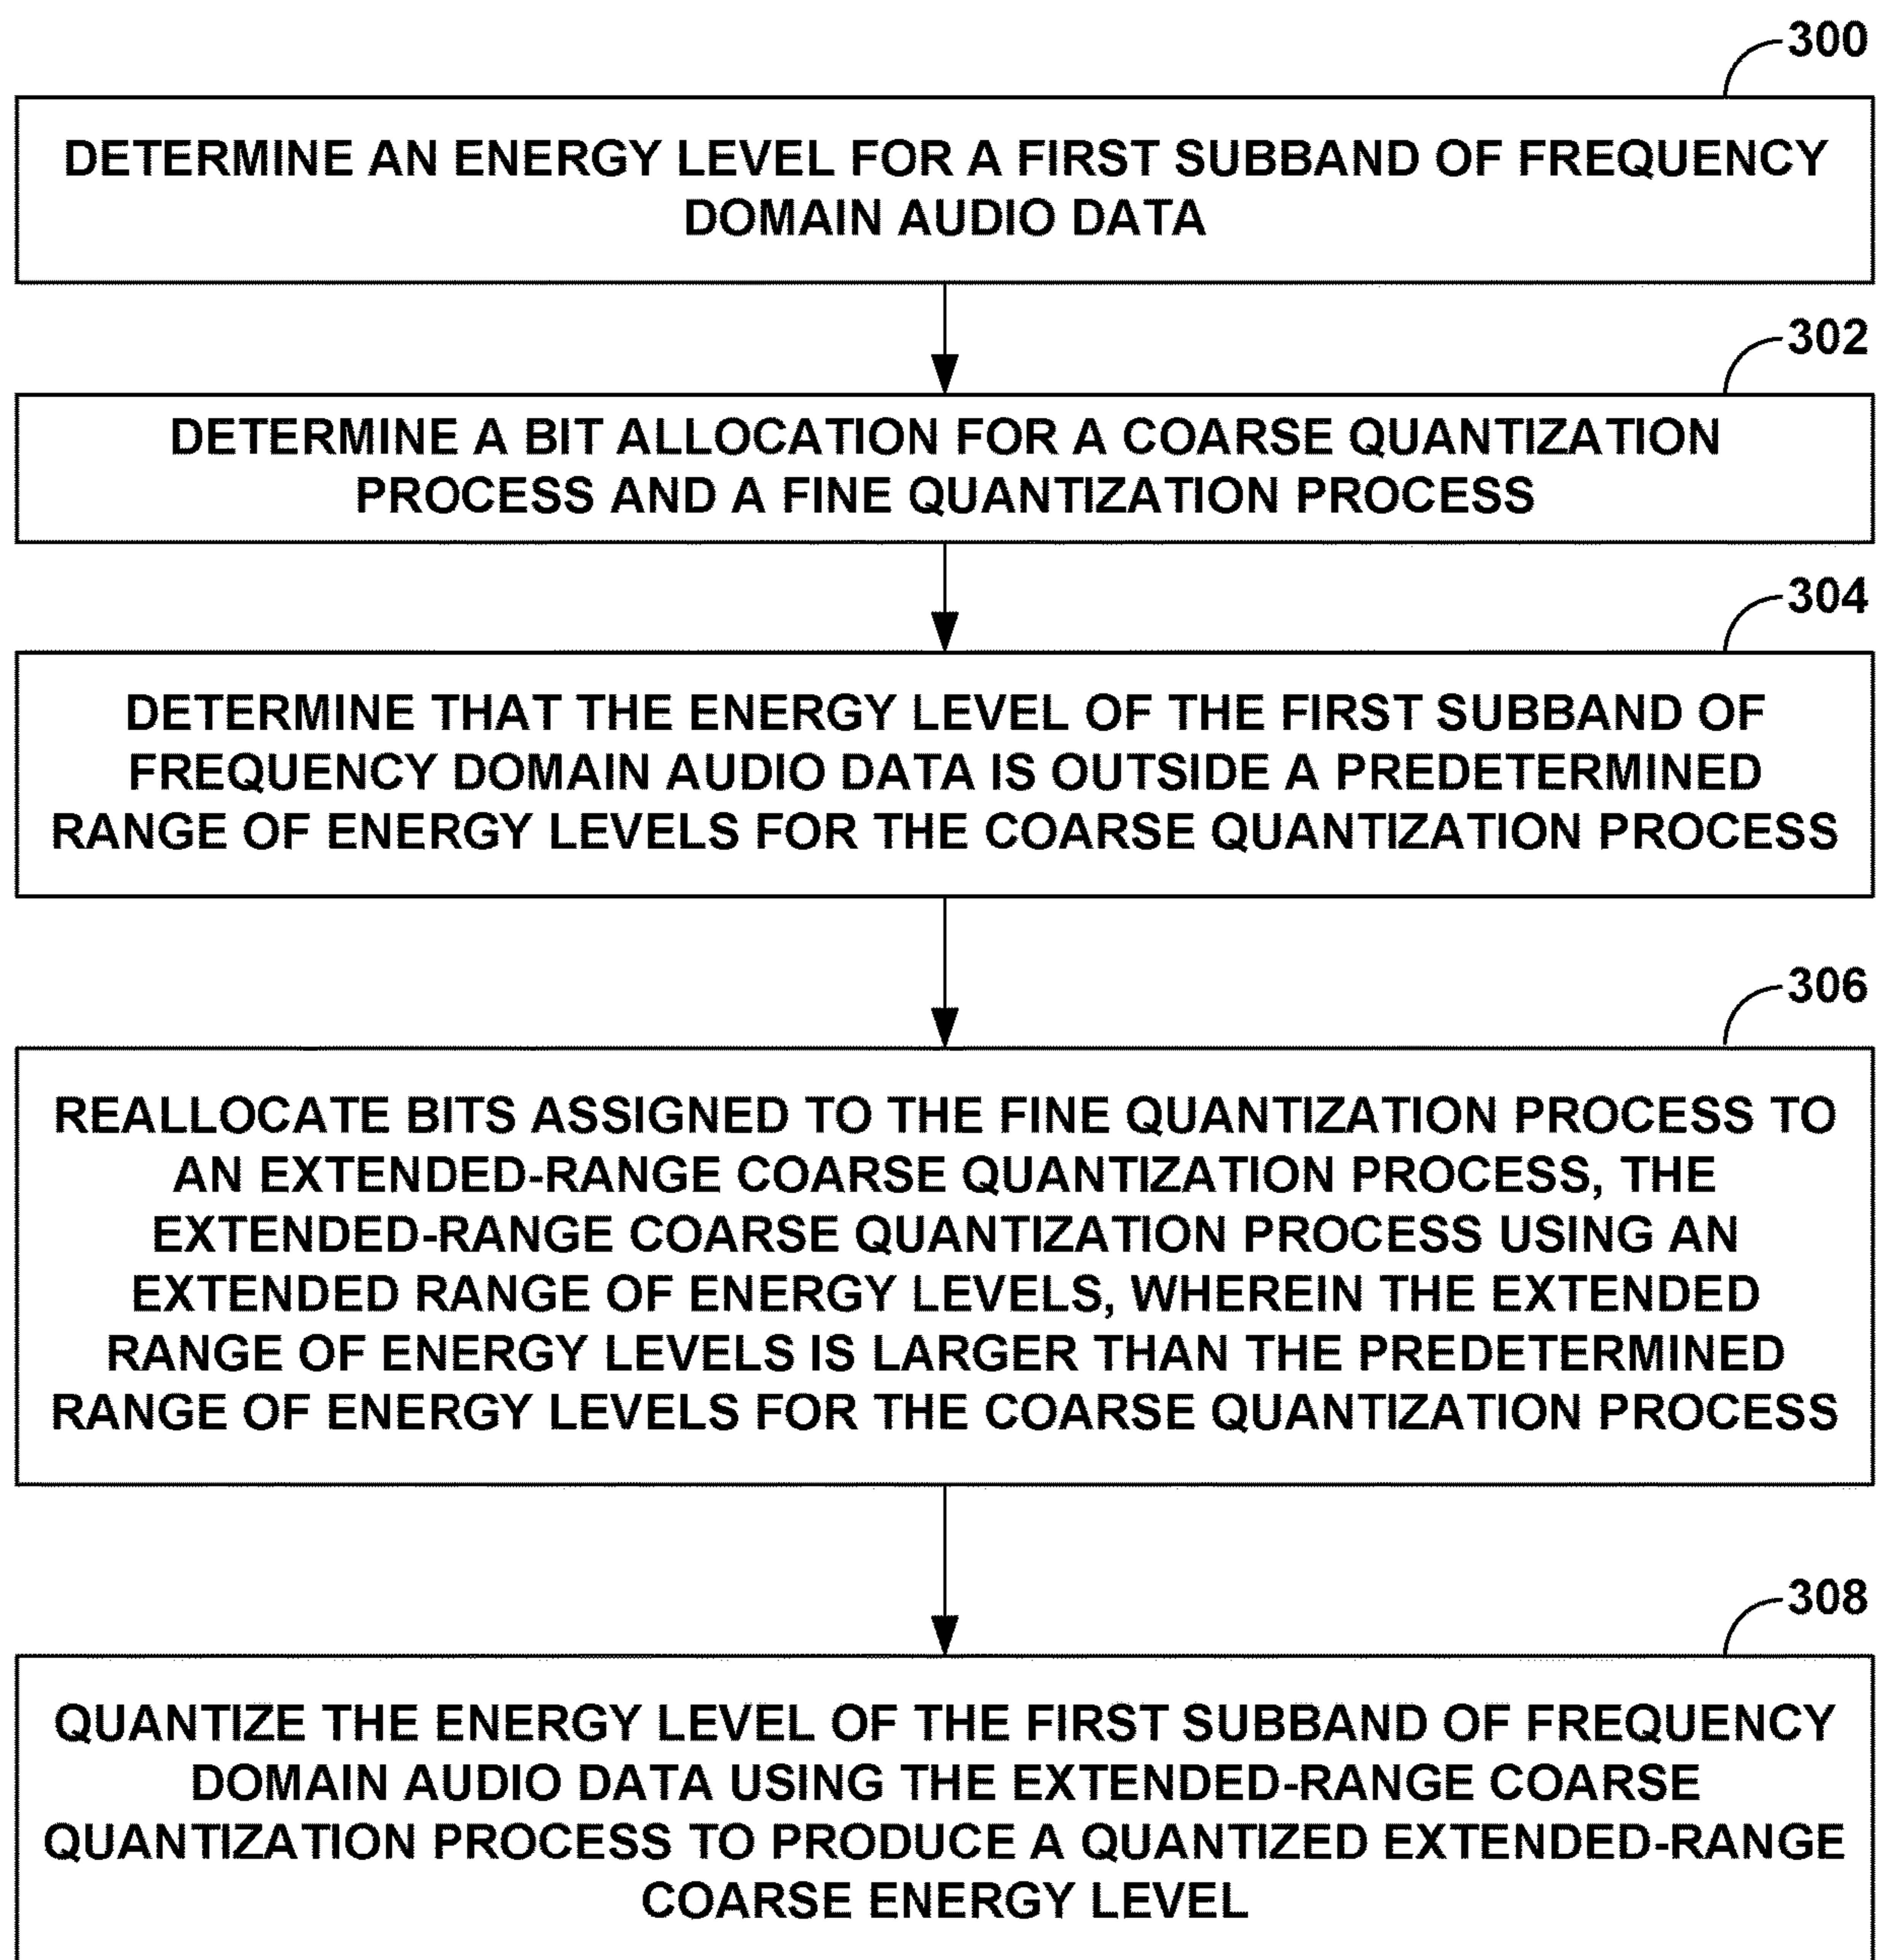 300
DETERMINE AN ENERGY LEVEL FOR A FIRST SUBBAND OF FREQUENCY
DOMAIN AUDIO DATA
302
DETERMINE A BIT ALLOCATION FOR A COARSE QUANTIZATION
PROCESS AND A FINE QUANTIZATION PROCESS
304
DETERMINE THAT THE ENERGY LEVEL OF THE FIRST SUBBAND OF
FREQUENCY DOMAIN AUDIO DATA IS OUTSIDE A PREDETERMINED
RANGE OF ENERGY LEVELS FOR THE COARSE QUANTIZATION PROCESS
306
REALLOCATE BITS ASSIGNED TO THE FINE QUANTIZATION PROCESS TO
AN EXTENDED-RANGE COARSE QUANTIZATION PROCESS, THE
EXTENDED-RANGE COARSE QUANTIZATION PROCESS USING AN
EXTENDED RANGE OF ENERGY LEVELS, WHEREIN THE EXTENDED
RANGE OF ENERGY LEVELS IS LARGER THAN THE PREDETERMINED
RANGE OF ENERGY LEVELS FOR THE COARSE QUANTIZATION PROCESS
308
QUANTIZE THE ENERGY LEVEL OF THE FIRST SUBBAND OF FREQUENCY
DOMAIN AUDIO DATA USING THE EXTENDED-RANGE COARSE
QUANTIZATION PROCESS TO PRODUCE A QUANTIZED EXTENDED-RANGE
COARSE ENERGY LEVEL